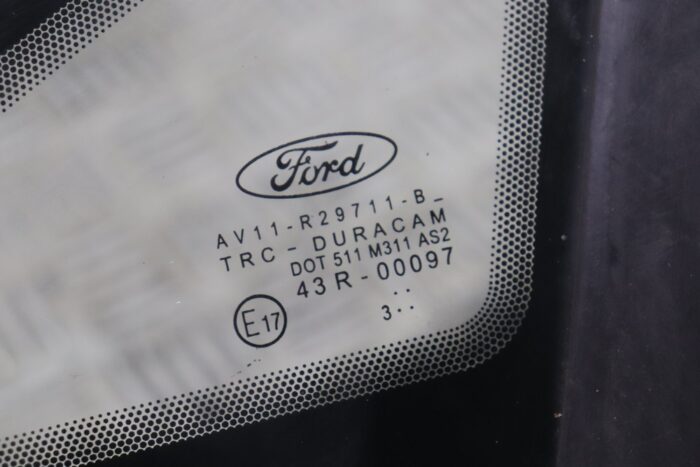 Ford
AV11-R29711-B-
TRC-DURACAM
DOT 511 M311 AS2
43R-00097
E17
..
3..